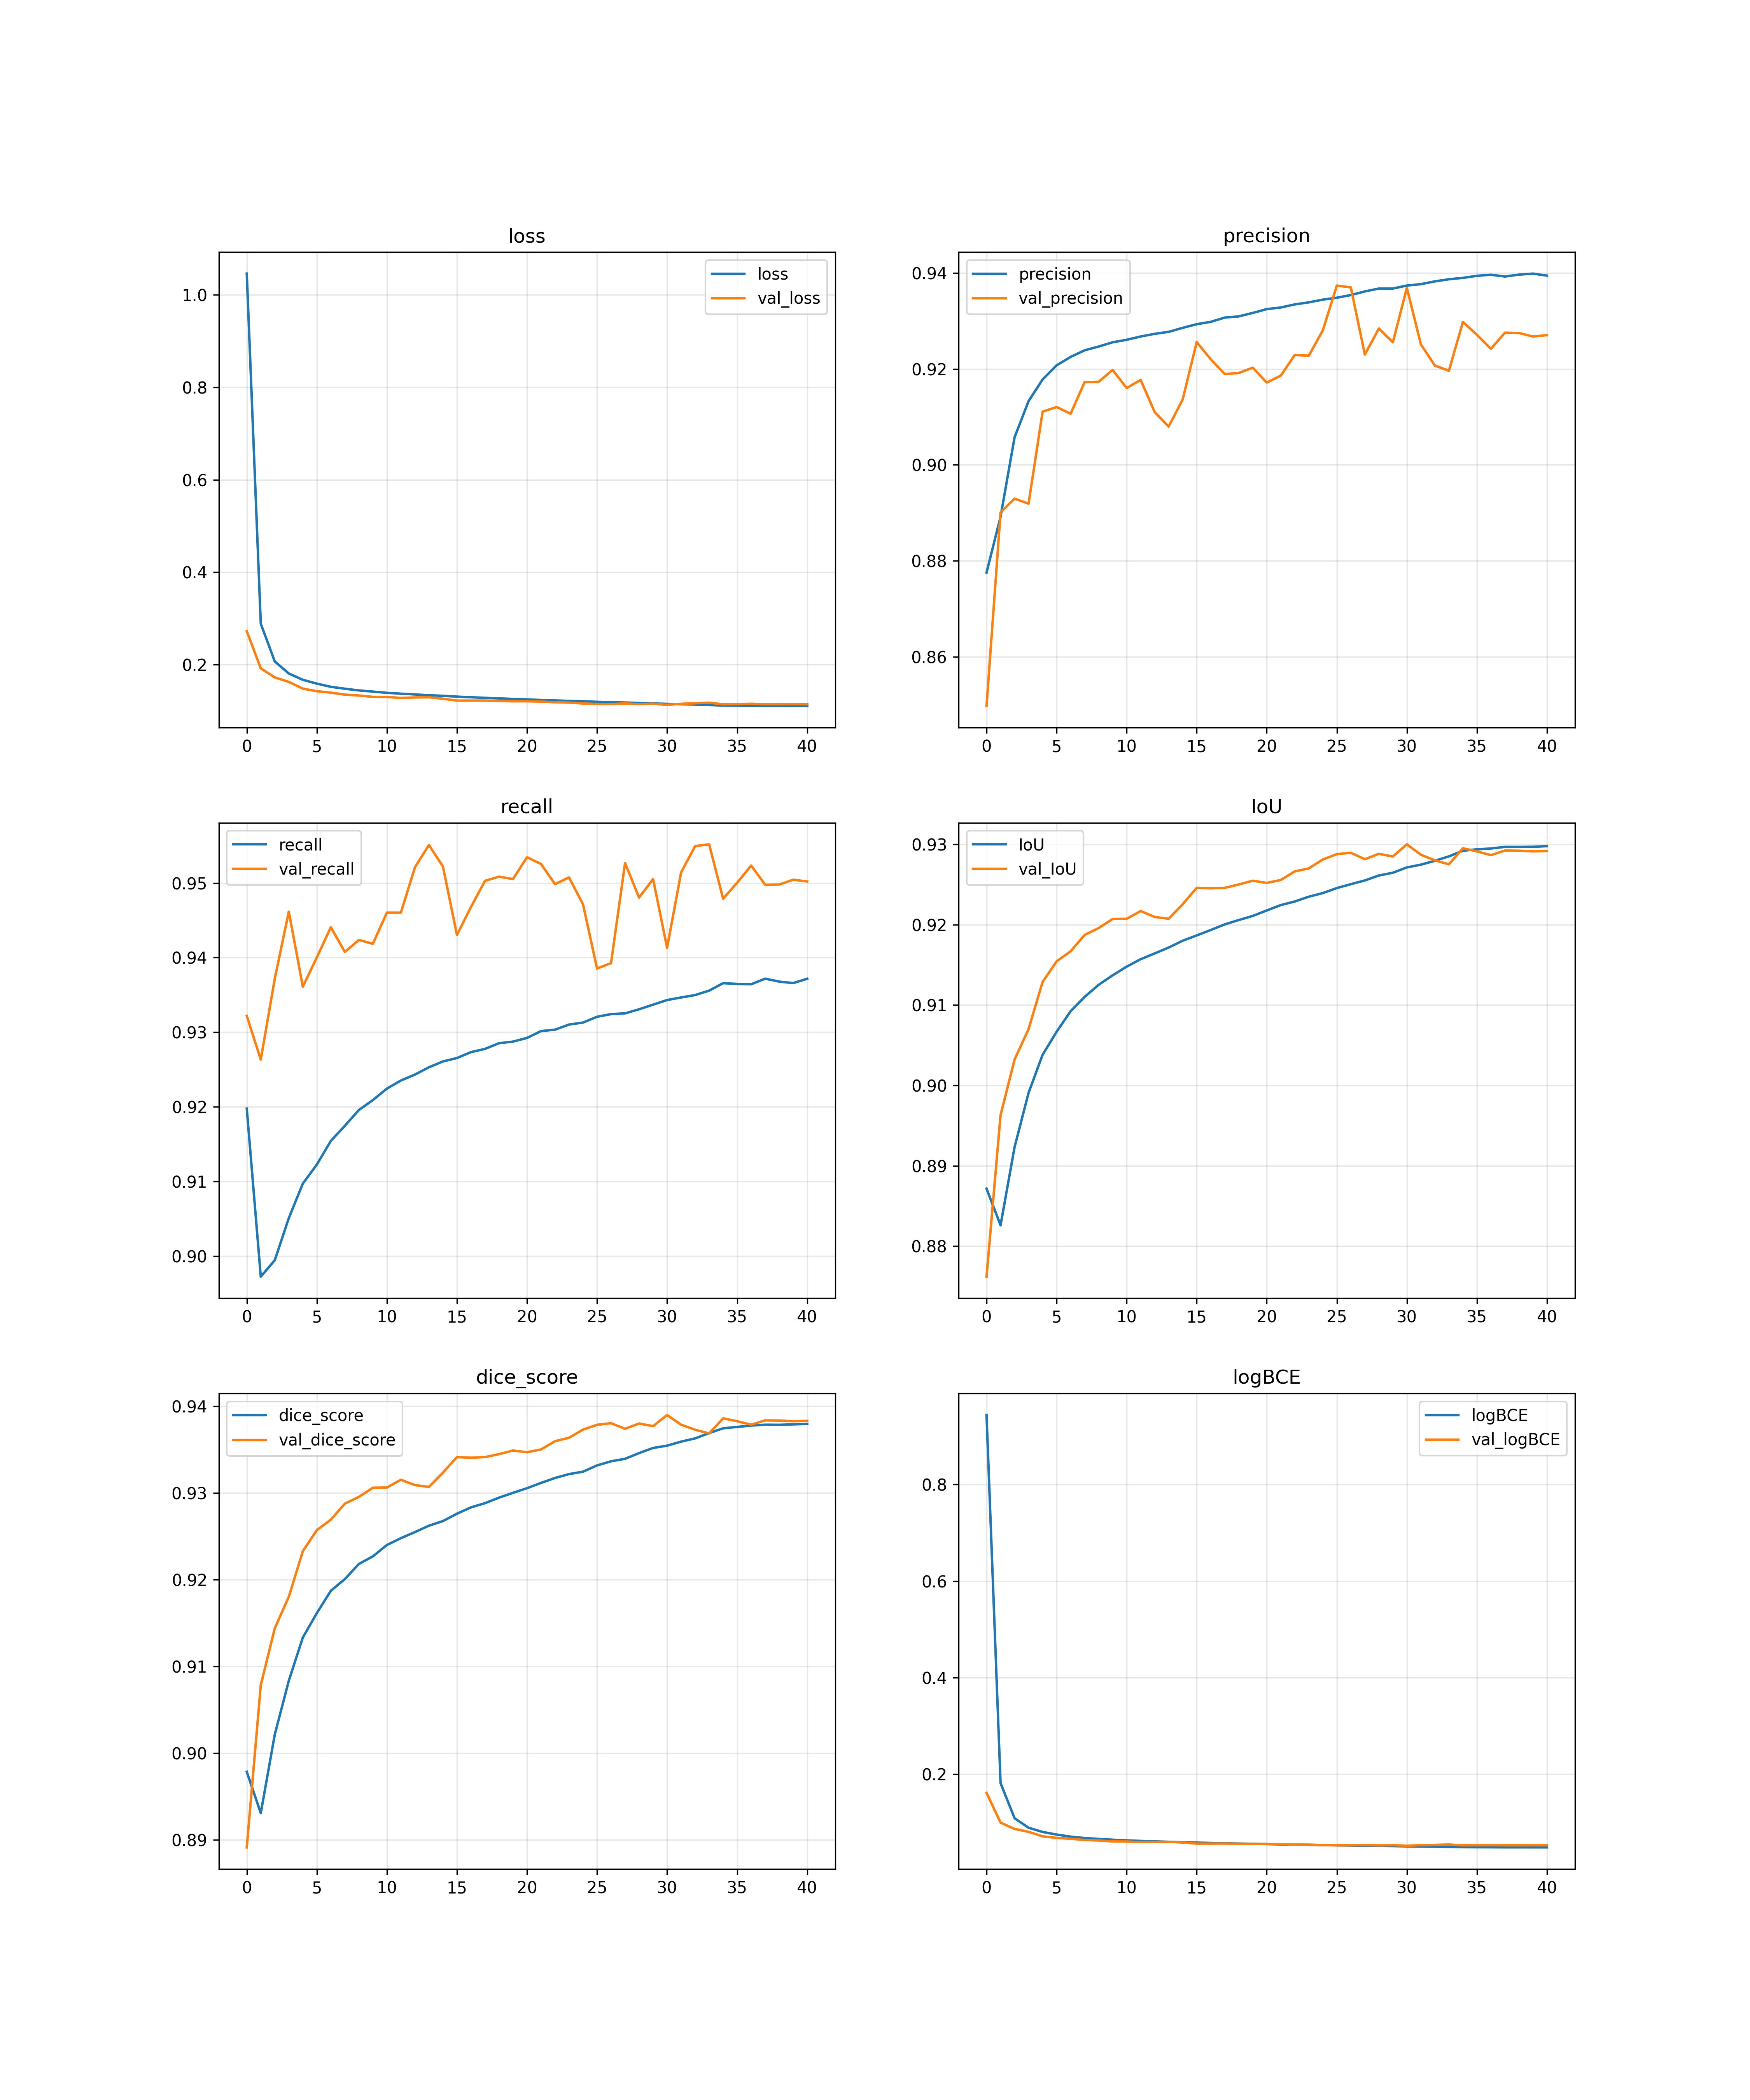 loss
loss
val_loss
1.0
0.8
0.6
0.4
0.2
0 5 10 15 20 25 30 35 40
precision
precision
val_precision
0.94
0.92
0.90
0.88
0.86
0 5 10 15 20 25 30 35 40
recall
recall
val_recall
0.95
0.94
0.93
0.92
0.91
0.90
0 5 10 15 20 25 30 35 40
IoU
IoU
val_IoU
0.93
0.92
0.91
0.90
0.89
0.88
0 5 10 15 20 25 30 35 40
dice_score
dice_score
val_dice_score
0.94
0.93
0.92
0.91
0.90
0.89
0 5 10 15 20 25 30 35 40
logBCE
logBCE
val_logBCE
0.8
0.6
0.4
0.2
0 5 10 15 20 25 30 35 40